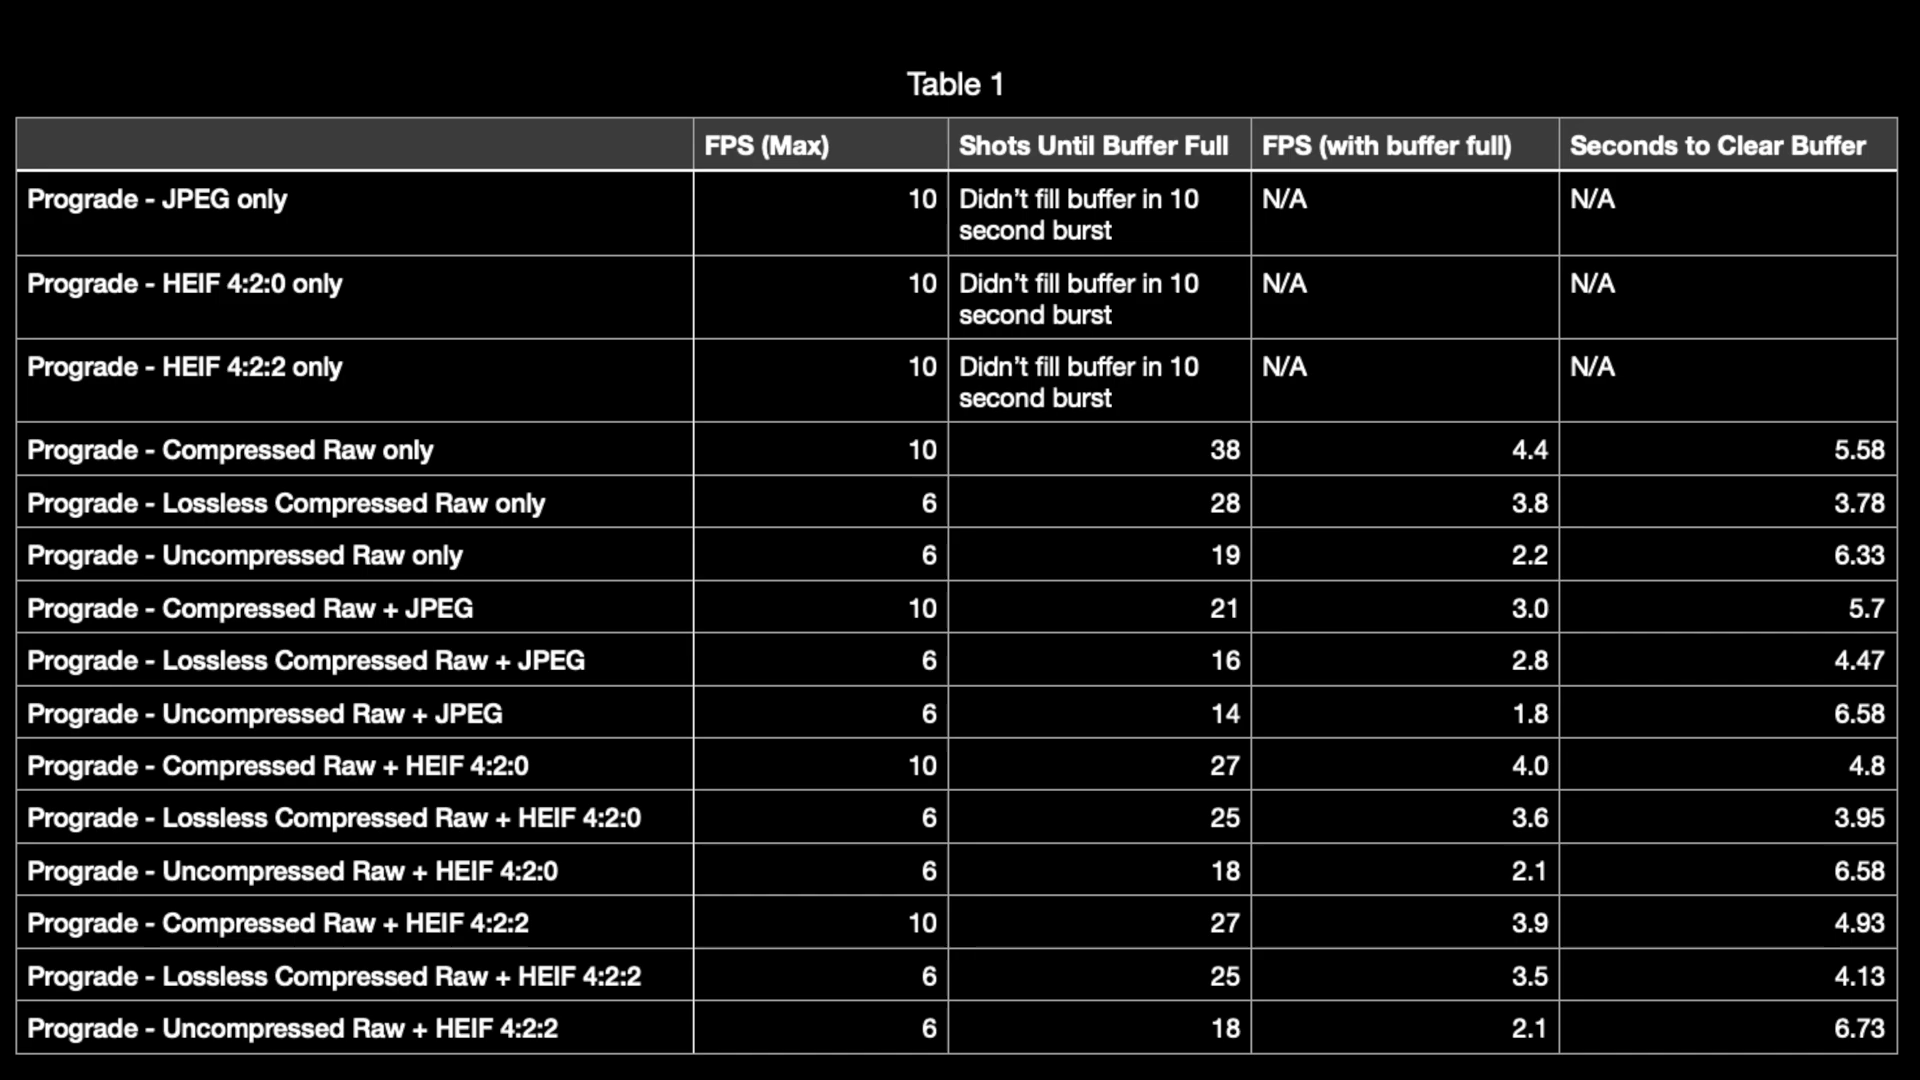 Table 1
FPS (Max) Shots Until Buffer Full FPS (with buffer full) Seconds to Clear Buffer
Prograde - JPEG only 10 Didn’t fill buffer in 10 N/A N/A
second burst
Prograde - HEIF 4:2:0 only 10 Didn’t fill buffer in 10 N/A N/A
second burst
Prograde - HEIF 4:2:2 only 10 Didn’t fill buffer in 10 N/A N/A
second burst
Prograde - Compressed Raw only 10 38 4.4 5.58
Prograde - Lossless Compressed Raw only 6 28 3.8 3.78
Prograde - Uncompressed Raw only 6 19 2.2 6.33
Prograde - Compressed Raw + JPEG 10 21 3.0 5.7
Prograde - Lossless Compressed Raw + JPEG 6 16 2.8 4.47
Prograde - Uncompressed Raw + JPEG 6 14 1.8 6.58
Prograde - Compressed Raw + HEIF 4:2:0 10 27 4.0 4.8
Prograde - Lossless Compressed Raw + HEIF 4:2:0 6 25 3.6 3.95
Prograde - Uncompressed Raw + HEIF 4:2:0 6 18 2.1 6.58
Prograde - Compressed Raw + HEIF 4:2:2 10 27 3.9 4.93
Prograde - Lossless Compressed Raw + HEIF 4:2:2 6 25 3.5 4.13
Prograde - Uncompressed Raw + HEIF 4:2:2 6 18 2.1 6.73